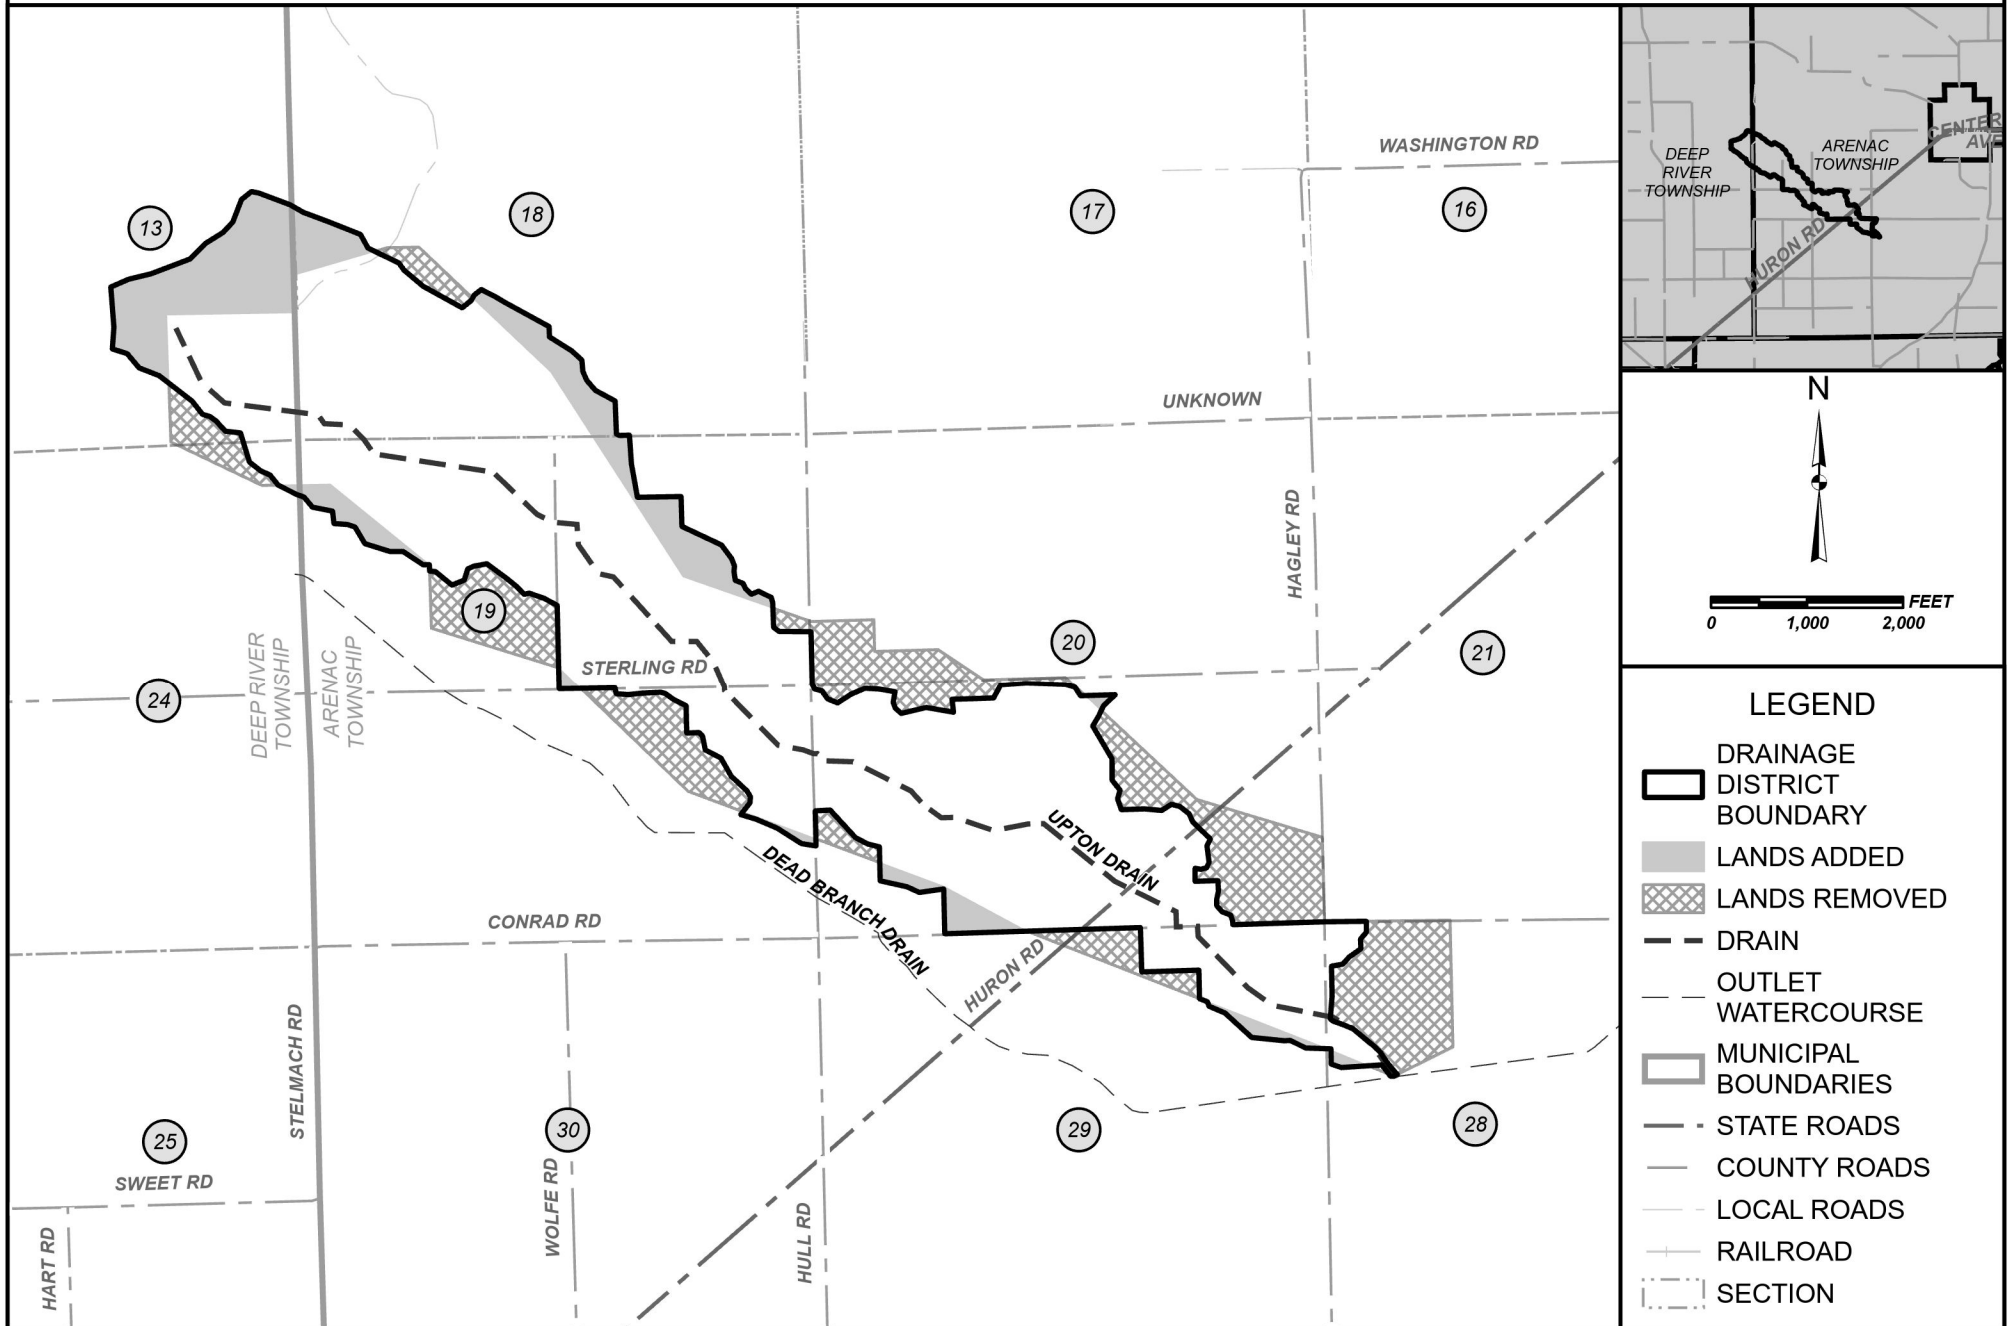 WASHINGTON RD
13
18
17
16
UNKNOWN
HAGLEY RD
19
20
21
STERLING RD
24
DEEP RIVER
TOWNSHIP
ARENAC
TOWNSHIP
UPTON DRAIN
DEAD BRANCH DRAIN
CONRAD RD
HURON RD
STELMACH RD
25
30
29
28
SWEET RD
HART RD
WOLFE RD
HULL RD
DEEP
RIVER
TOWNSHIP
ARENAC
TOWNSHIP
CENTER
AVE
HURON RD
N
FEET
0 1,000 2,000
LEGEND
DRAINAGE
DISTRICT
BOUNDARY
LANDS ADDED
LANDS REMOVED
DRAIN
OUTLET
WATERCOURSE
MUNICIPAL
BOUNDARIES
STATE ROADS
COUNTY ROADS
LOCAL ROADS
RAILROAD
SECTION